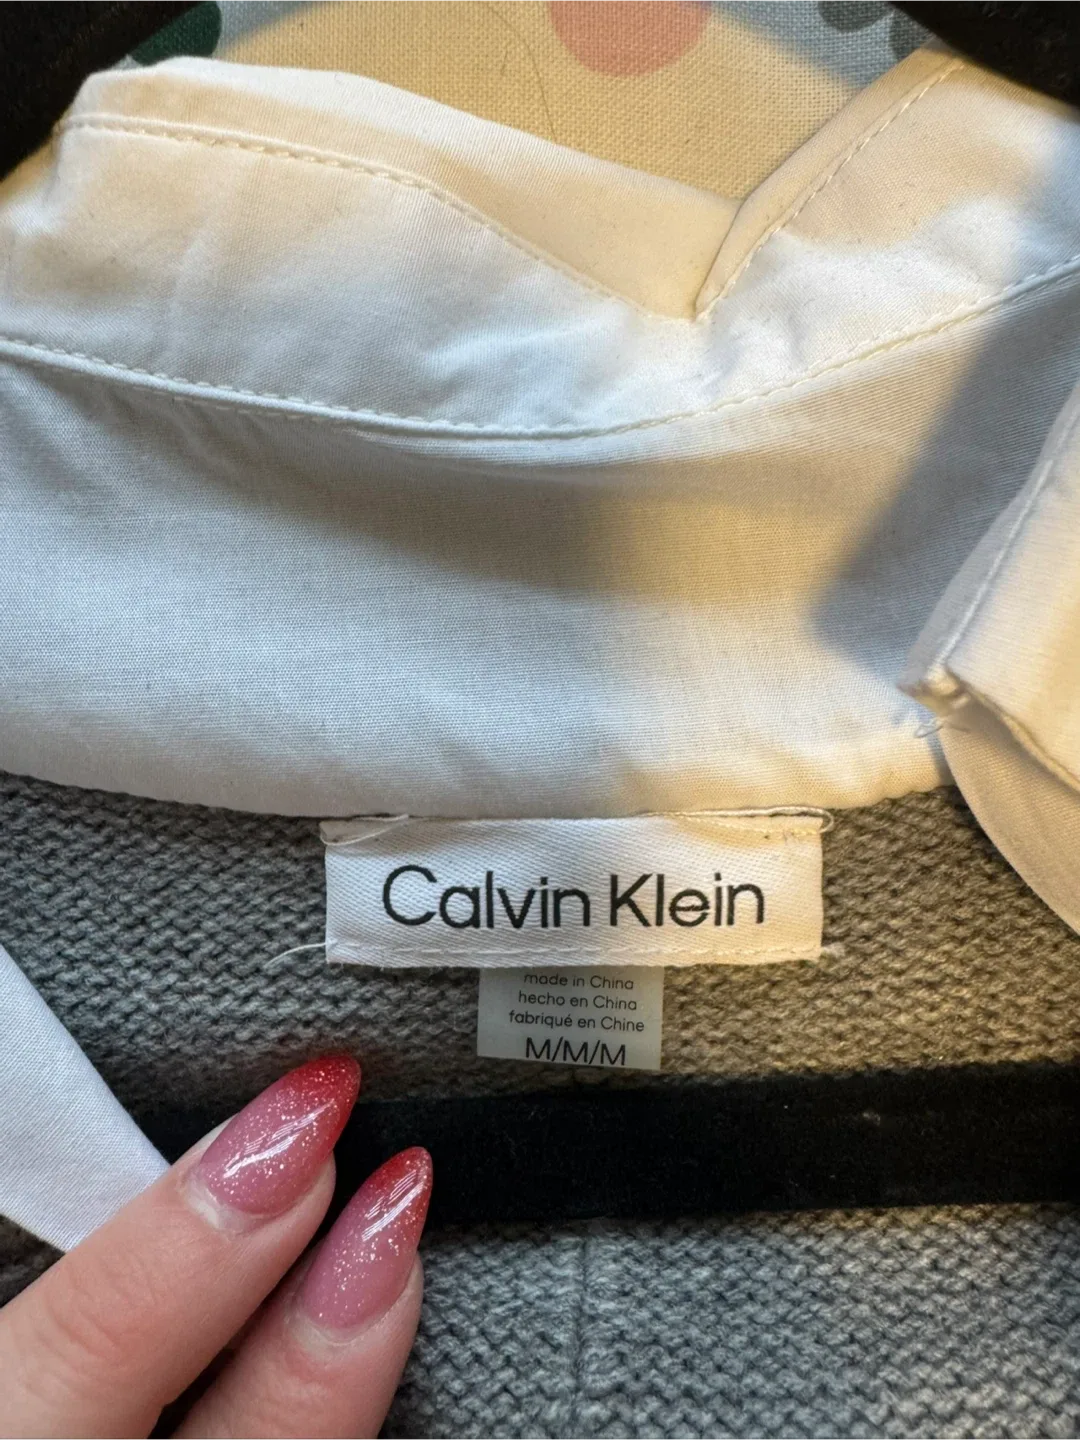 Calvin Klein
made in China
hecho en China
fabriqué en Chine
M/M/M